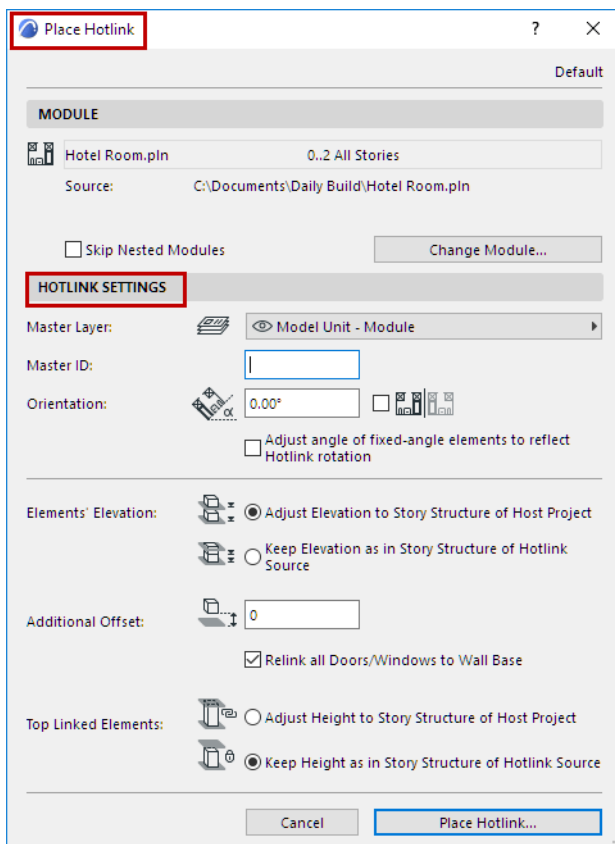 Place Hotlink
?
Default
MODULE
Hotel Room.pln 0..2 All Stories
Source: C:\Documents\Daily Build\Hotel Room.pln
Skip Nested Modules Change Module...
HOTLINK SETTINGS
Master Layer: Model Unit - Module
Master ID:
Orientation: α 0.00°
Adjust angle of fixed-angle elements to reflect
Hotlink rotation
Elements' Elevation: Adjust Elevation to Story Structure of Host Project
Keep Elevation as in Story Structure of Hotlink
Source
Additional Offset: 0
Relink all Doors/Windows to Wall Base
Top Linked Elements: Adjust Height to Story Structure of Host Project
Keep Height as in Story Structure of Hotlink Source
Cancel Place Hotlink...